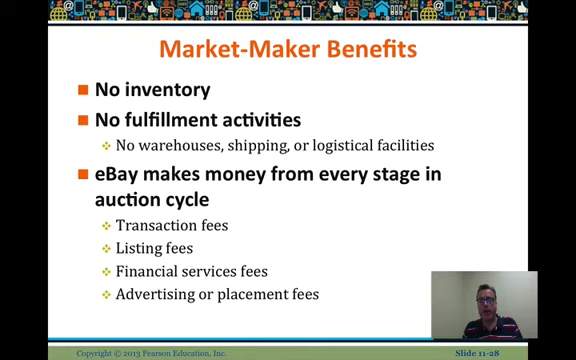 Market-Maker Benefits
No inventory
No fulfillment activities
No warehouses, shipping, or logistical facilities
eBay makes money from every stage in
auction cycle
Transaction fees
Listing fees
Financial services fees
Advertising or placement fees
Copyright © 2013 Pearson Education, Inc.
Slide 11-28